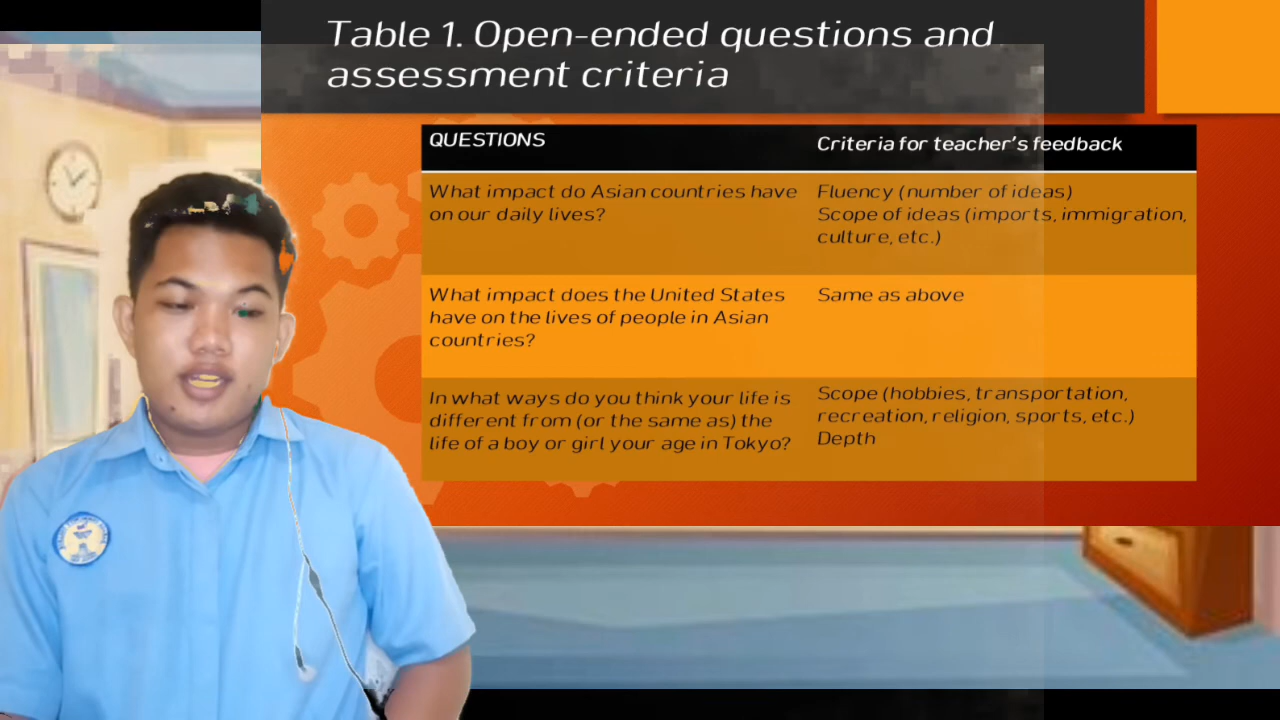 Table 1. Open-ended questions and
assessment criteria
QUESTIONS
Criteria for teacher's feedback
What impact do Asian countries have
on our daily lives?
Fluency (number of ideas)
Scope of ideas (imports, immigration,
culture, etc.)
What impact does the United States
have on the lives of people in Asian
countries?
Same as above
In what ways do you think your life is
different from (or the same as) the
life of a boy or girl your age in Tokyo?
Scope (hobbies, transportation,
recreation, religion, sports, etc.)
Depth